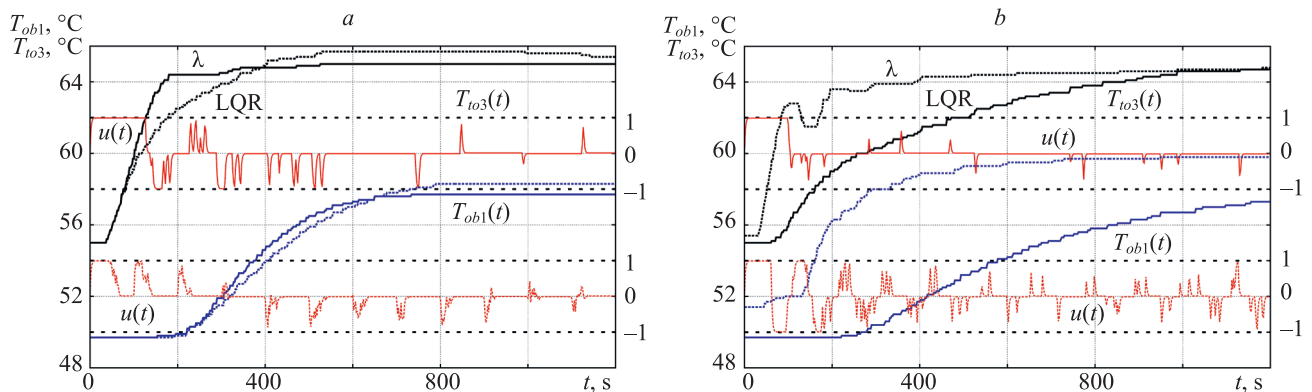 a
b
T_ob1, °C
T_to3, °C
T_ob1, °C
T_to3, °C
64
60
56
52
48
λ
LQR
T_to3(t)
u(t)
T_ob1(t)
u(t)
1
0
–1
1
0
–1
0
400
800
t, s
64
60
56
52
48
λ
LQR
T_to3(t)
u(t)
T_ob1(t)
u(t)
1
0
–1
1
0
–1
0
400
800
t, s